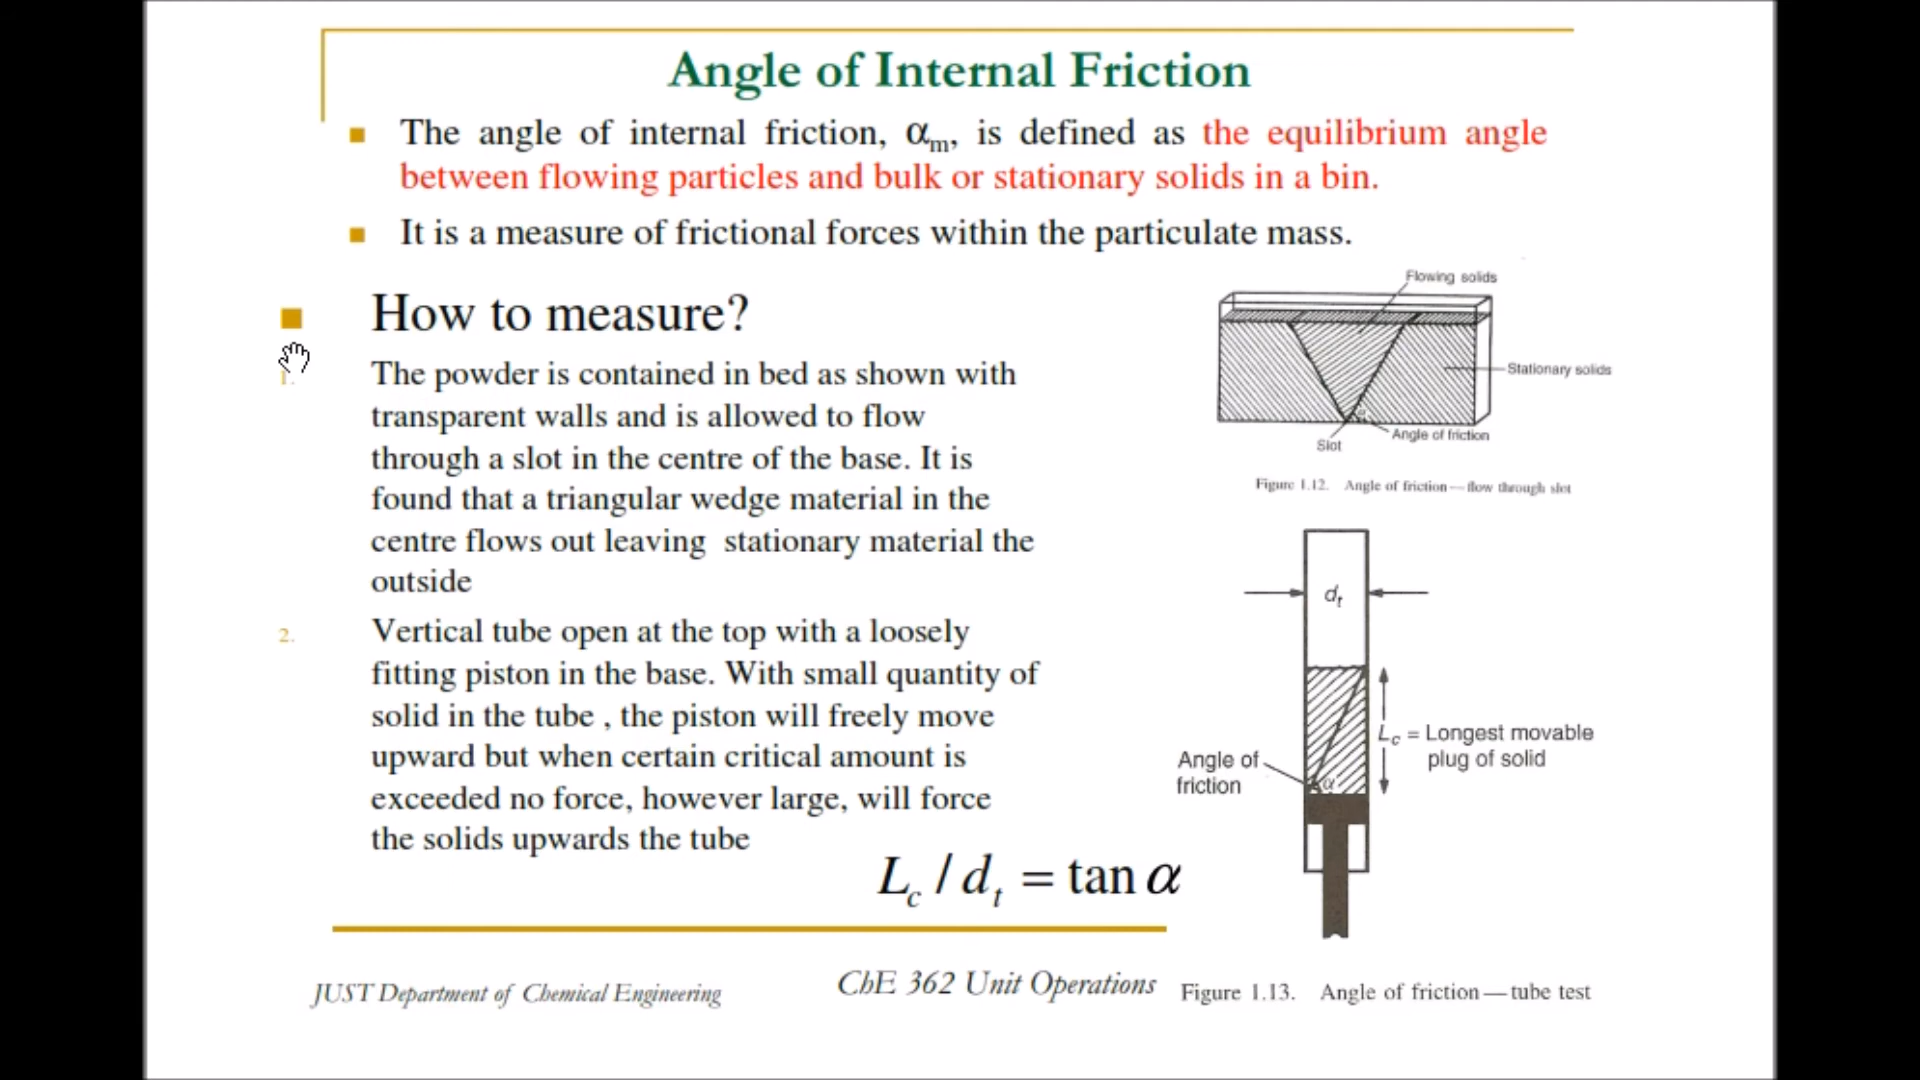 Angle of Internal Friction
The angle of internal friction, αm, is defined as the equilibrium angle
between flowing particles and bulk or stationary solids in a bin.
It is a measure of frictional forces within the particulate mass.
How to measure?
1. The powder is contained in bed as shown with
transparent walls and is allowed to flow
through a slot in the centre of the base. It is
found that a triangular wedge material in the
centre flows out leaving stationary material the
outside
2. Vertical tube open at the top with a loosely
fitting piston in the base. With small quantity of
solid in the tube , the piston will freely move
upward but when certain critical amount is
exceeded no force, however large, will force
the solids upwards the tube
Lc / dt = tan α
Flowing solids
Stationary solids
α
Angle of friction
Slot
Figure 1.12. Angle of friction—flow through slot
dt
Lc = Longest movable
plug of solid
Angle of
friction
α
Figure 1.13. Angle of friction—tube test
JUST Department of Chemical Engineering
ChE 362 Unit Operations